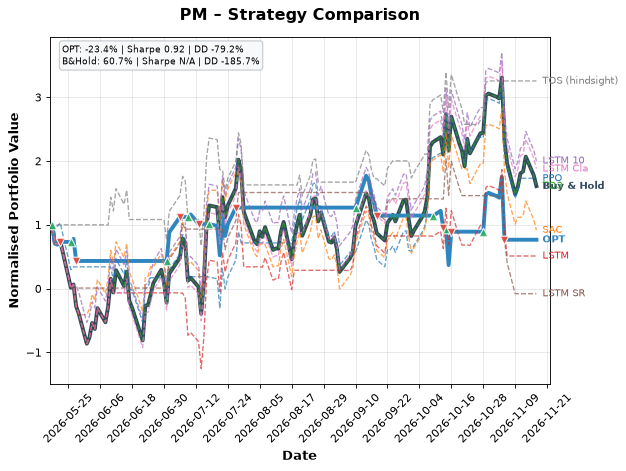 PM – Strategy Comparison
OPT: -23.4% | Sharpe 0.92 | DD -79.2%
B&Hold: 60.7% | Sharpe N/A | DD -185.7%
Normalised Portfolio Value
3
2
1
0
−1
TOS (hindsight)
LSTM 10
LSTM Cla
PPO
Buy & Hold
SAC
OPT
LSTM
LSTM SR
2026-05-25
2026-06-06
2026-06-18
2026-06-30
2026-07-12
2026-07-24
2026-08-05
2026-08-17
2026-08-29
2026-09-10
2026-09-22
2026-10-04
2026-10-16
2026-10-28
2026-11-09
2026-11-21
Date